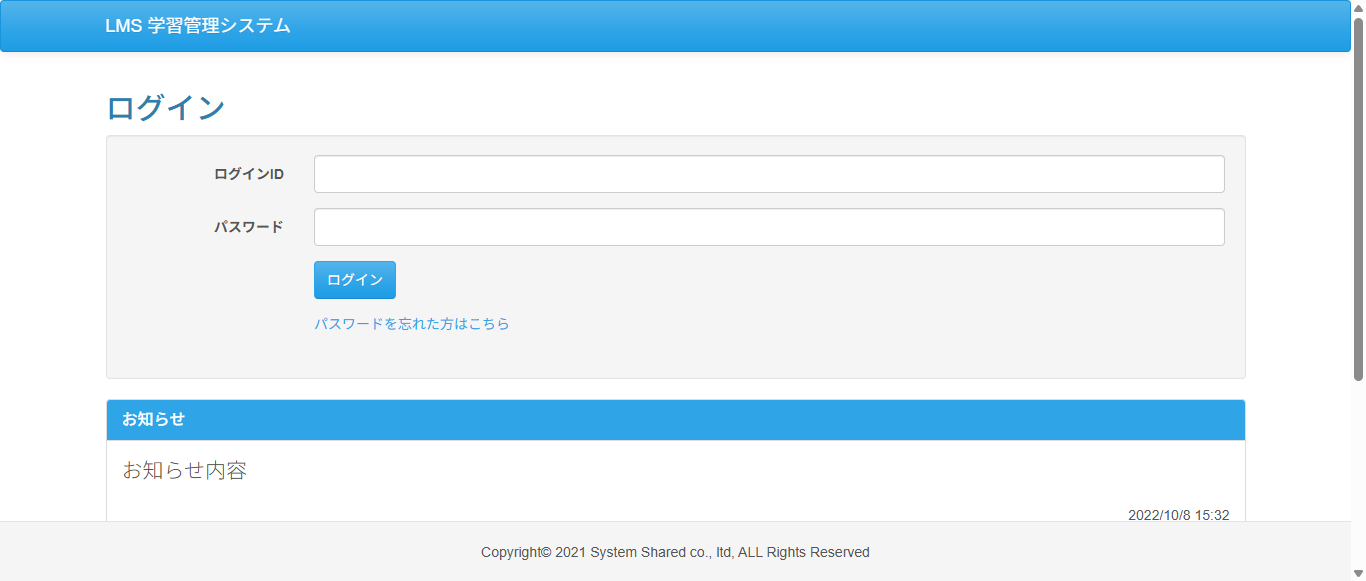 LMS 学習管理システム
ログイン
ログインID
パスワード
ログイン
パスワードを忘れた方はこちら
お知らせ
お知らせ内容
2022/10/8 15:32
Copyright© 2021 System Shared co., ltd, ALL Rights Reserved